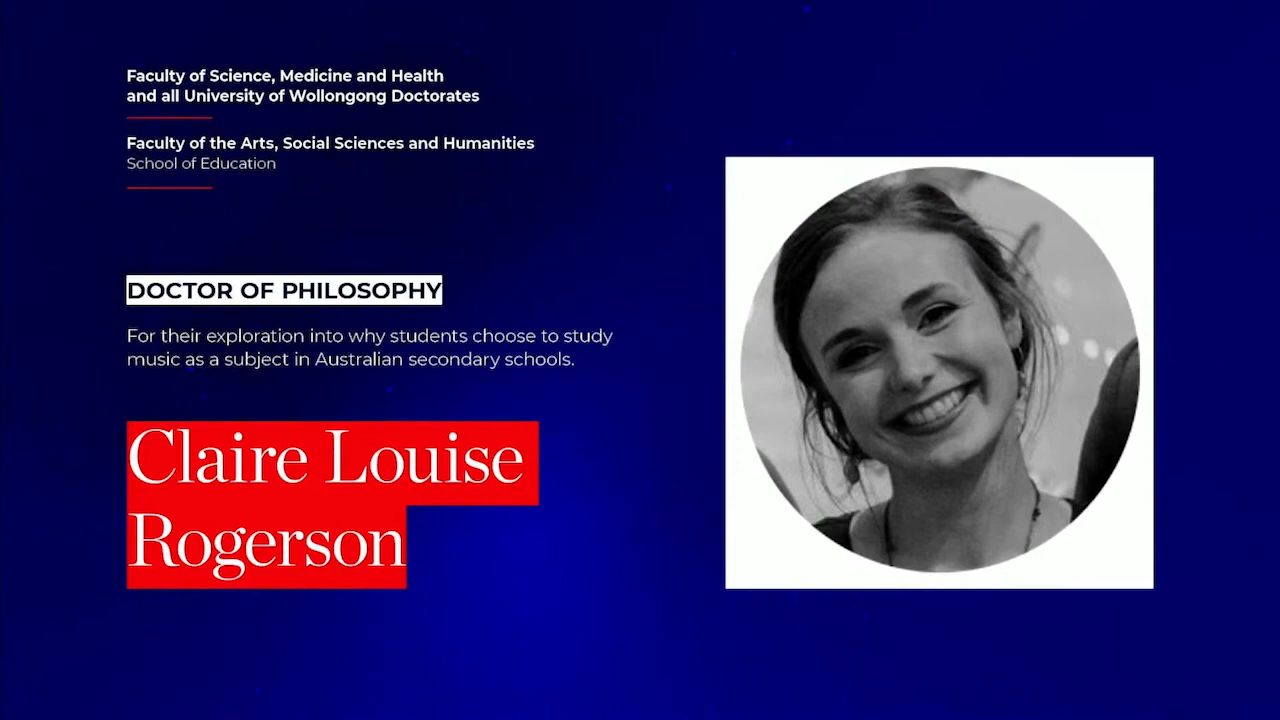 Faculty of Science, Medicine and Health
and all University of Wollongong Doctorates
Faculty of the Arts, Social Sciences and Humanities
School of Education
DOCTOR OF PHILOSOPHY
For their exploration into why students choose to study
music as a subject in Australian secondary schools.
Claire Louise
Rogerson